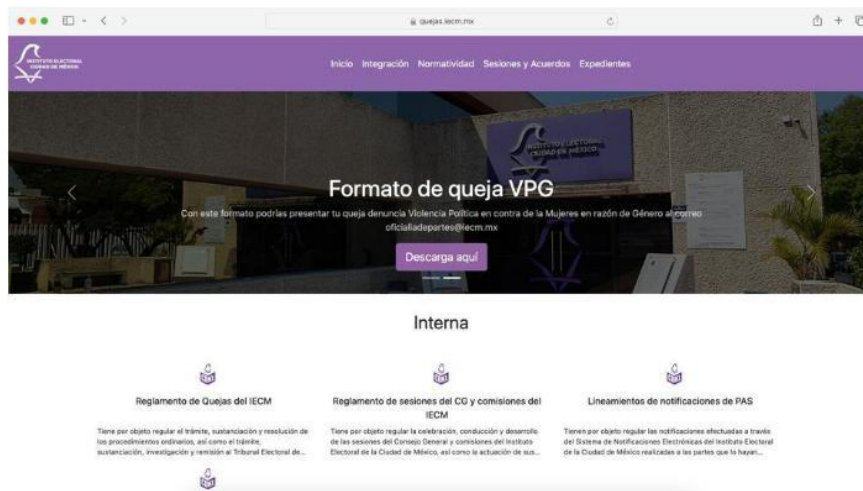 quejas.iecm.mx
INSTITUTO ELECTORAL
CIUDAD DE MÉXICO
Inicio Integración Normatividad Sesiones y Acuerdos Expedientes
INSTITUTO ELECTORAL
CIUDAD DE MÉXICO
Formato de queja VPG
Con este formato podrías presentar tu queja denuncia Violencia Política en contra de la Mujeres en razón de Género al correo
oficialiadepartes@iecm.mx
Descarga aquí
Interna
Reglamento de Quejas del IECM
Tiene por objeto regular el trámite, sustanciación y resolución de
los procedimientos ordinarios, así como el trámite,
sustanciación, investigación y remisión al Tribunal Electoral de...
Reglamento de sesiones del CG y comisiones del
IECM
Tiene por objeto regular la celebración, conducción y desarrollo
de las sesiones del Consejo General y comisiones del Instituto
Electoral de la Ciudad de México, así como le actuación de sus...
Lineamientos de notificaciones de PAS
Tienen por objeto regular las notificaciones efectuadas a través
del Sistema de Notificaciones Electrónicas del Instituto Electoral
de la Ciudad de México realizadas a las partes que lo hayan...